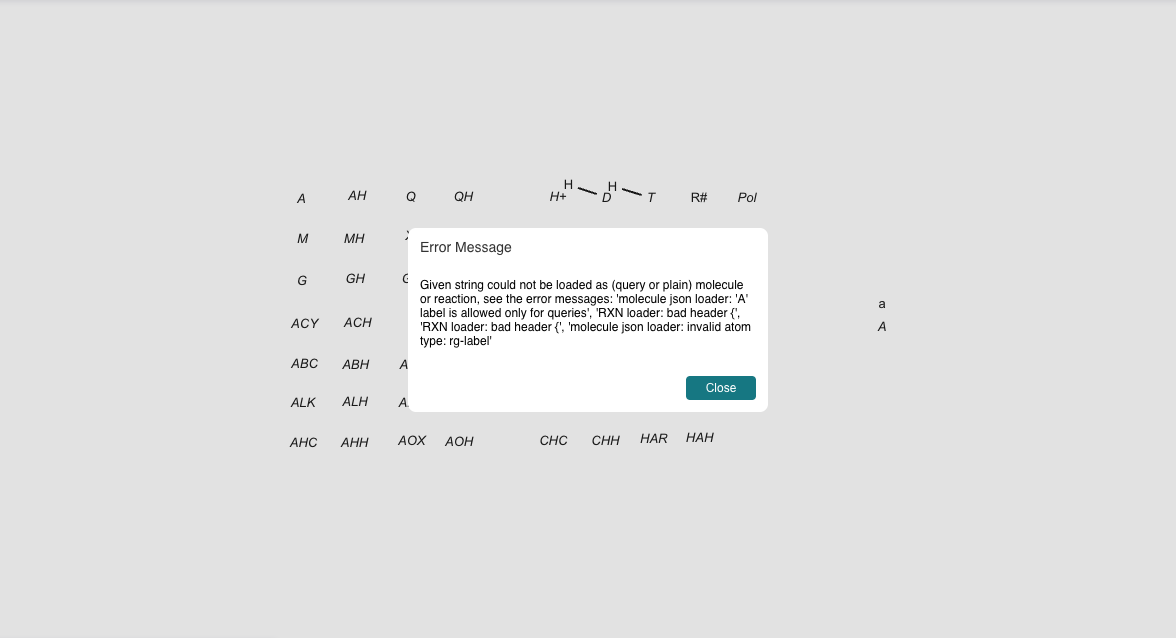 H H
A AH Q QH H+ D T R# Pol
M MH
Error Message
G GH
Given string could not be loaded as (query or plain) molecule
or reaction, see the error messages: 'molecule json loader: 'A'
label is allowed only for queries', 'RXN loader: bad header {',
'RXN loader: bad header {', 'molecule json loader: invalid atom
type: rg-label'
a
A
ACY ACH
ABC ABH
Close
ALK ALH
AHC AHH AOX AOH CHC CHH HAR HAH